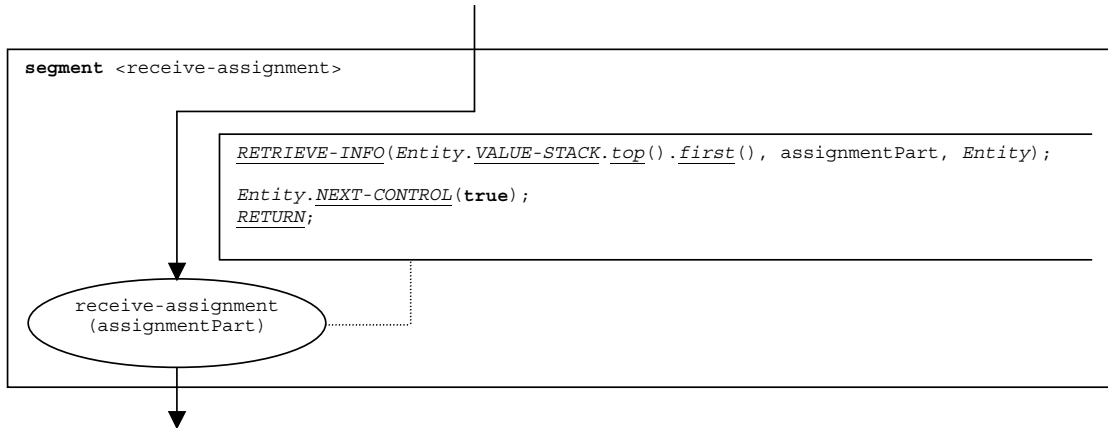 segment <receive-assignment>
RETRIEVE-INFO(Entity.VALUE-STACK.top().first(), assignmentPart, Entity);
Entity.NEXT-CONTROL(true);
RETURN;
receive-assignment
(assignmentPart)